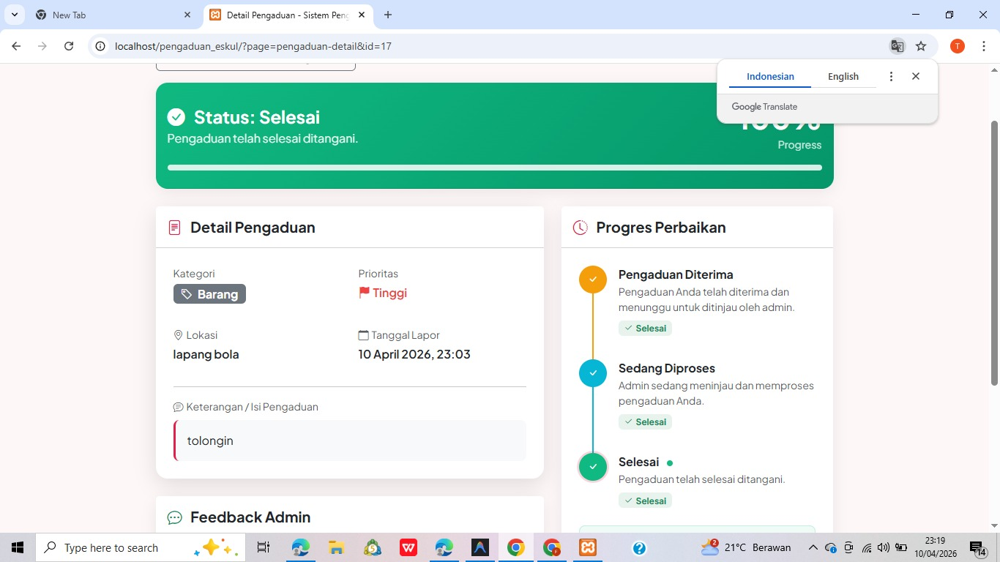 New Tab
Detail Pengaduan - Sistem Peng
localhost/pengaduan_eskul/?page=pengaduan-detail&id=17
T
Indonesian
English
Google Translate
Status: Selesai
Pengaduan telah selesai ditangani.
100%
Progress
Detail Pengaduan
Kategori
Prioritas
Barang
Tinggi
Lokasi
Tanggal Lapor
lapang bola
10 April 2026, 23:03
Keterangan / Isi Pengaduan
tolongin
Feedback Admin
Progres Perbaikan
Pengaduan Diterima
Pengaduan Anda telah diterima dan
menunggu untuk ditinjau oleh admin.
Selesai
Sedang Diproses
Admin sedang meninjau dan memproses
pengaduan Anda.
Selesai
Selesai
Pengaduan telah selesai ditangani.
Selesai
Type here to search
2
21°C Berawan
23:19
10/04/2026
14